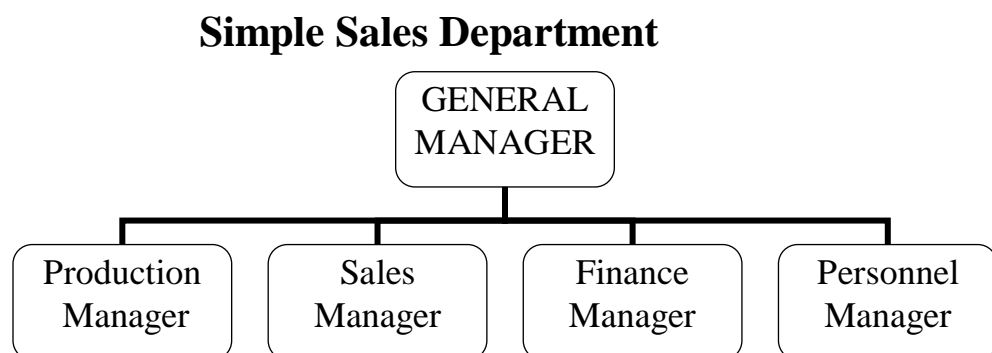 Simple Sales Department
GENERAL
MANAGER
Production
Manager
Sales
Manager
Finance
Manager
Personnel
Manager